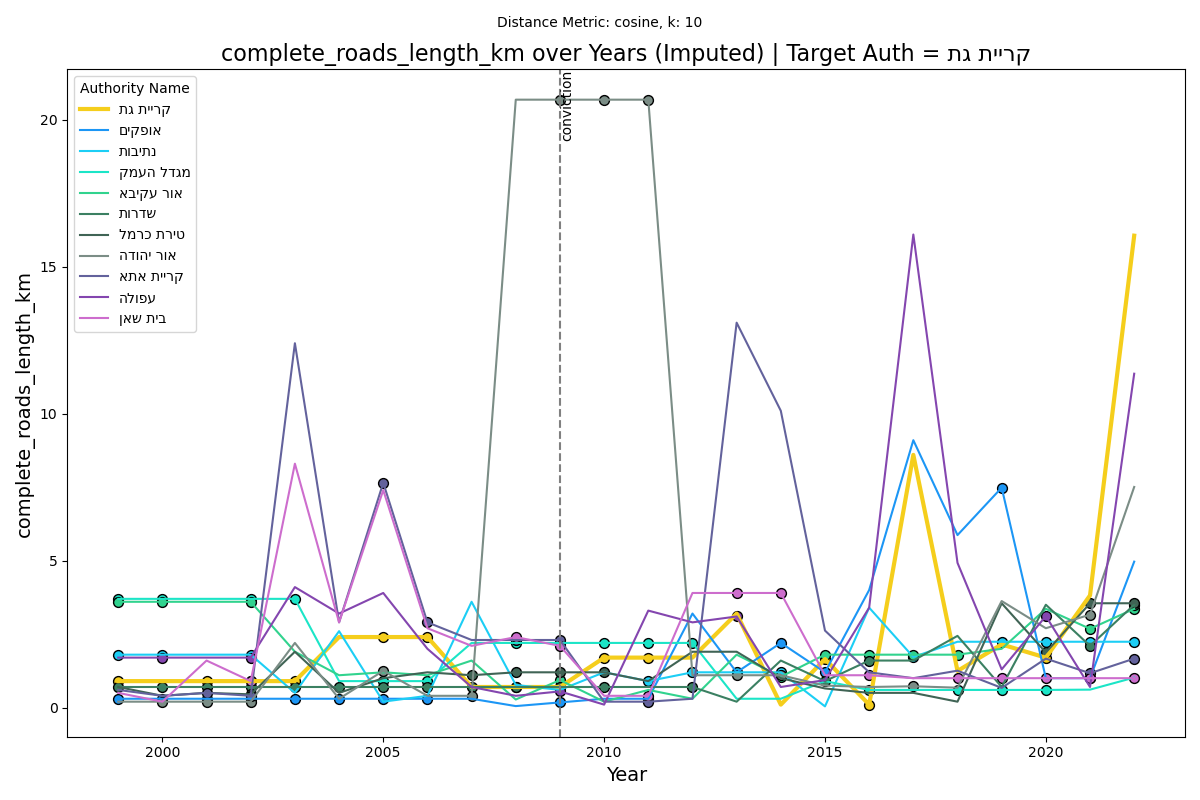 Distance Metric: cosine, k: 10
complete_roads_length_km over Years (Imputed) | Target Auth = קריית גת
Authority Name
קריית גת
אופקים
נתיבות
מגדל העמק
אור עקיבא
שדרות
טירת כרמל
אור יהודה
קריית אתא
עפולה
בית שאן
conviction
complete_roads_length_km
20
15
10
5
0
2000
2005
2010
2015
2020
Year